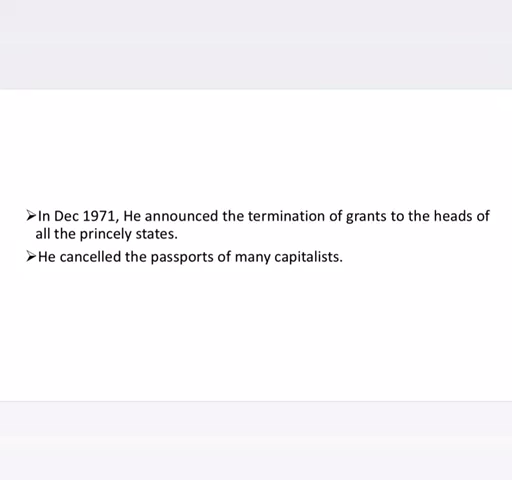 ➤In Dec 1971, He announced the termination of grants to the heads of
all the princely states.
➤He cancelled the passports of many capitalists.